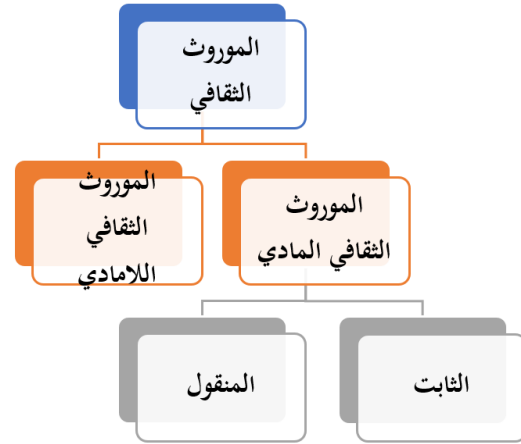 الموروث
الثقافي
الموروث
الثقافي المادي
الموروث
الثقافي
اللامادي
الثابت
المنقول